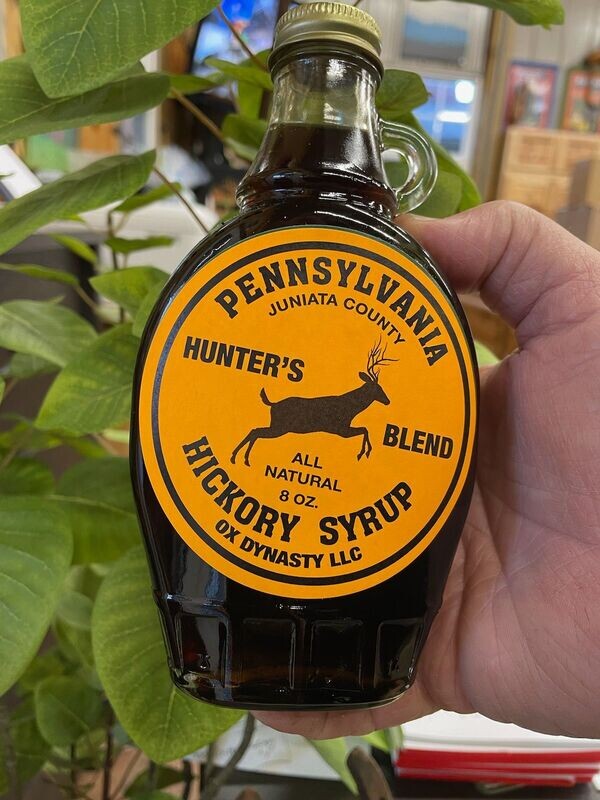 PENNSYLVANIA
JUNIATA COUNTY
HUNTER'S
BLEND
ALL
NATURAL
8 OZ.
HICKORY SYRUP
OX DYNASTY LLC